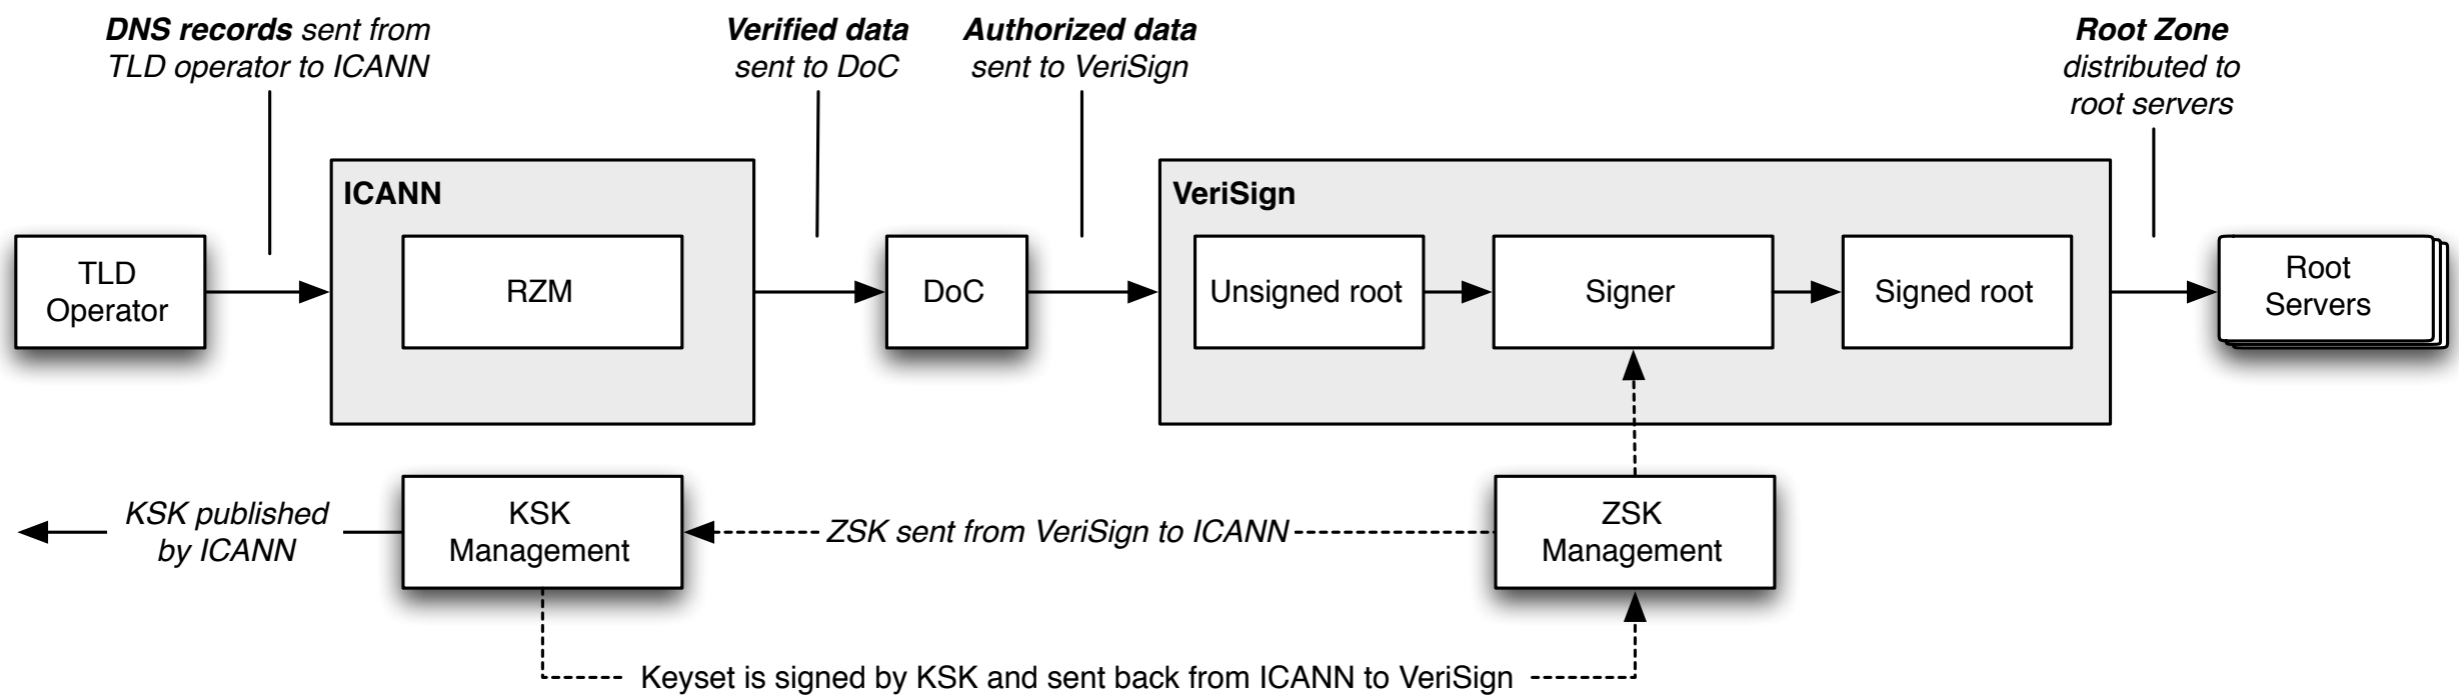 DNS records sent from
TLD operator to ICANN
Verified data
sent to DoC
Authorized data
sent to VeriSign
Root Zone
distributed to
root servers
ICANN
VeriSign
TLD
Operator
RZM
DoC
Unsigned root
Signer
Signed root
Root
Servers
KSK published
by ICANN
KSK
Management
ZSK sent from VeriSign to ICANN
ZSK
Management
Keyset is signed by KSK and sent back from ICANN to VeriSign